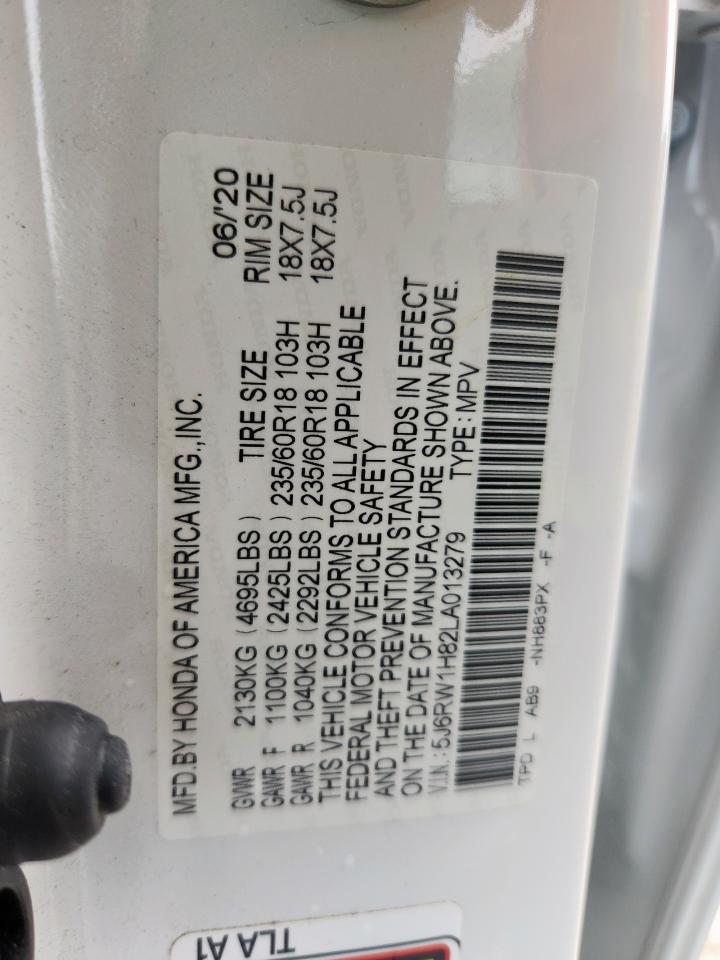 MFD.BY HONDA OF AMERICA MFG.,INC. 06/'20
GVWR 2130KG (4695LBS) TIRE SIZE RIM SIZE
GAWR F 1100KG (2425LBS) 235/60R18 103H 18X7.5J
GAWR R 1040KG (2292LBS) 235/60R18 103H 18X7.5J
THIS VEHICLE CONFORMS TO ALL APPLICABLE
FEDERAL MOTOR VEHICLE SAFETY
AND THEFT PREVENTION STANDARDS IN EFFECT
ON THE DATE OF MANUFACTURE SHOWN ABOVE.
V.I.N.: 5J6RW1H82LA013279 TYPE: MPV
TPD L AB9 -NH883PX -F -A
TLA A1